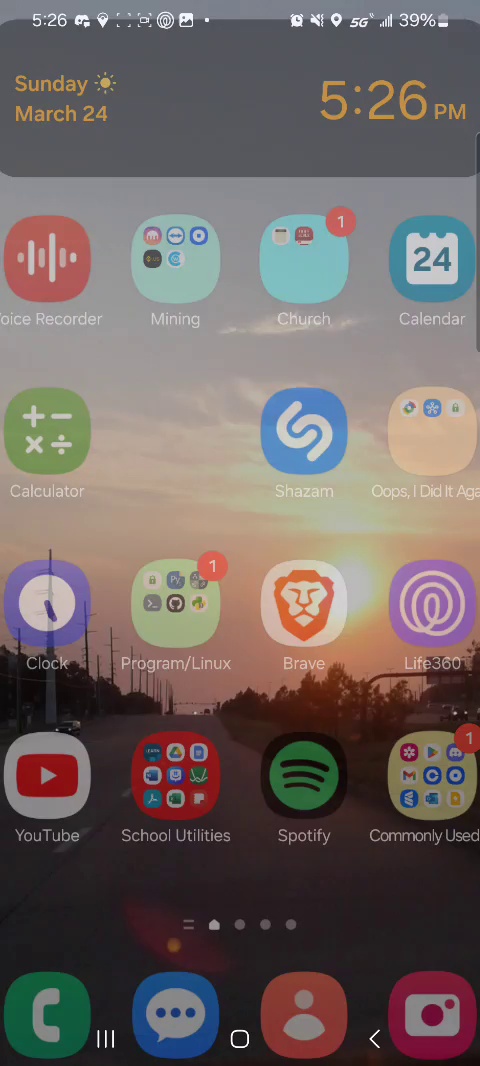 5:26
5G
39%
Sunday
March 24
5:26 PM
1
24
oice Recorder
Mining
Church
Calendar
Calculator
Shazam
Oops, I Did It Aga
1
Clock
Program/Linux
Brave
Life360
1
YouTube
School Utilities
Spotify
Commonly Used